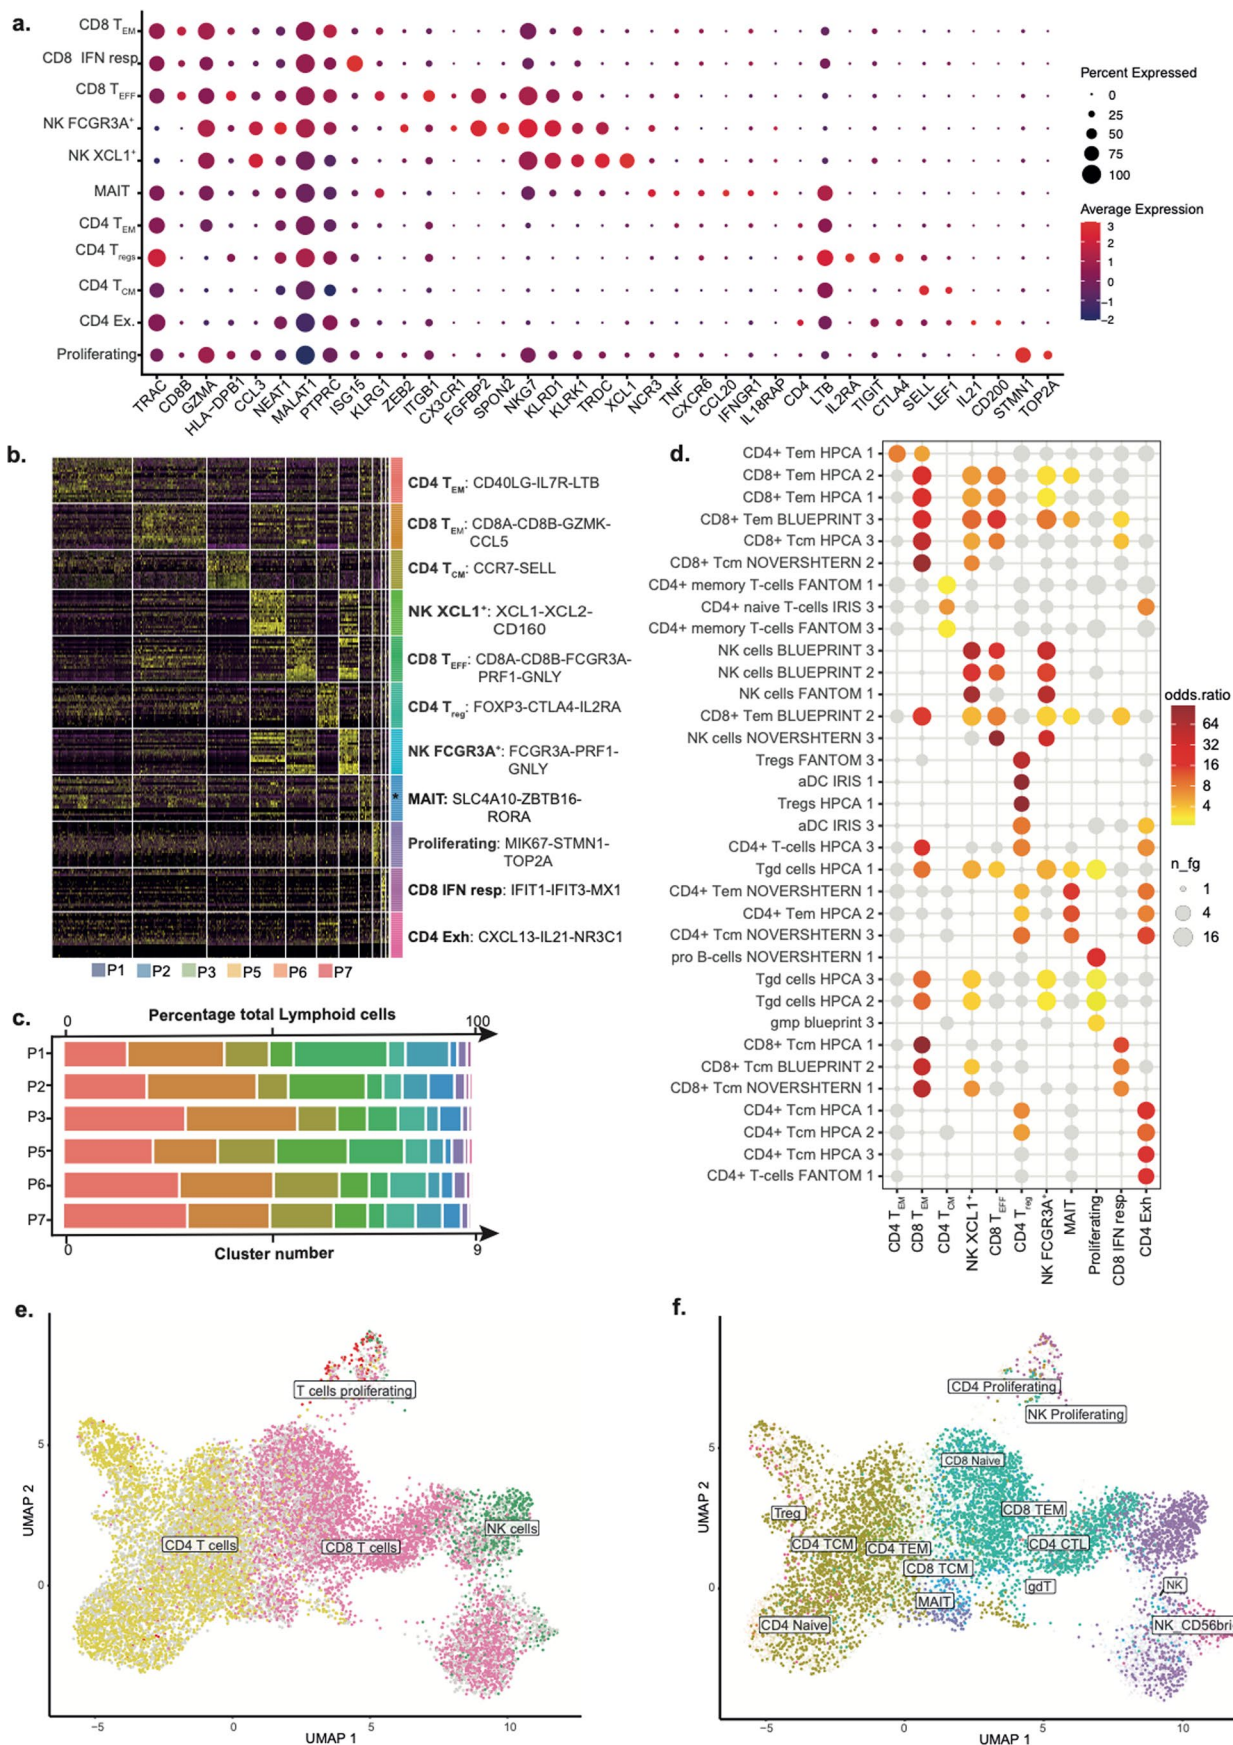 a.
CD8 TEM
CD8 IFN resp
CD8 TEFF
NK FCGR3A+
NK XCL1+
MAIT
CD4 TEM
CD4 Tregs
CD4 TCM
CD4 Ex.
Proliferating
TRAC CD8B GZMA HLA-DPB1 CCL3 NEAT1 MALAT1 PTPRC ISG15 KLRG1 ZEB2 ITGB1 CX3CR1 FGFBP2 SPON2 NKG7 KLRD1 KLRK1 TRDC XCL1 NCR3 TNF CXCR6 CCL20 IFNGR1 IL18RAP CD4 LTB IL2RA TIGIT CTLA4 SELL LEF1 IL21 CD200 STMN1 TOP2A
Percent Expressed
0
25
50
75
100
Average Expression
3
2
1
0
−1
−2
b.
CD4 TEM: CD40LG-IL7R-LTB
CD8 TEM: CD8A-CD8B-GZMK-
CCL5
CD4 TCM: CCR7-SELL
NK XCL1+: XCL1-XCL2-
CD160
CD8 TEFF: CD8A-CD8B-FCGR3A-
PRF1-GNLY
CD4 Treg: FOXP3-CTLA4-IL2RA
NK FCGR3A+: FCGR3A-PRF1-
GNLY
*
MAIT: SLC4A10-ZBTB16-
RORA
Proliferating: MIK67-STMN1-
TOP2A
CD8 IFN resp: IFIT1-IFIT3-MX1
CD4 Exh: CXCL13-IL21-NR3C1
P1 P2 P3 P5 P6 P7
c.
0 Percentage total Lymphoid cells 100
P1
P2
P3
P5
P6
P7
0 Cluster number 9
d.
CD4+ Tem HPCA 1
CD8+ Tem HPCA 2
CD8+ Tem HPCA 1
CD8+ Tem BLUEPRINT 3
CD8+ Tcm HPCA 3
CD8+ Tcm NOVERSHTERN 2
CD4+ memory T-cells FANTOM 1
CD4+ naive T-cells IRIS 3
CD4+ memory T-cells FANTOM 3
NK cells BLUEPRINT 3
NK cells BLUEPRINT 2
NK cells FANTOM 1
CD8+ Tem BLUEPRINT 2
NK cells NOVERSHTERN 3
Tregs FANTOM 3
aDC IRIS 1
Tregs HPCA 1
aDC IRIS 3
CD4+ T-cells HPCA 3
Tgd cells HPCA 1
CD4+ Tem NOVERSHTERN 1
CD4+ Tem HPCA 2
CD4+ Tcm NOVERSHTERN 3
pro B-cells NOVERSHTERN 1
Tgd cells HPCA 3
Tgd cells HPCA 2
gmp blueprint 3
CD8+ Tcm HPCA 1
CD8+ Tcm BLUEPRINT 2
CD8+ Tcm NOVERSHTERN 1
CD4+ Tcm HPCA 1
CD4+ Tcm HPCA 2
CD4+ Tcm HPCA 3
CD4+ T-cells FANTOM 1
CD4 TEM
CD8 TEM
CD4 TCM
NK XCL1+
CD8 TEFF
CD4 Treg
NK FCGR3A+
MAIT
Proliferating
CD8 IFN resp
CD4 Exh
odds.ratio
64
32
16
8
4
n_fg
1
4
16
e.
T cells proliferating
CD4 T cells
CD8 T cells
NK cells
UMAP 2
5
0
−5 0 5 10
UMAP 1
f.
CD4 Proliferating
NK Proliferating
CD8 Naive
Treg
CD8 TEM
CD4 TCM
CD4 TEM
CD4 CTL
CD8 TCM
gdT
NK
MAIT
CD4 Naive
NK_CD56bri
UMAP 2
5
0
−5 0 5 10
UMAP 1